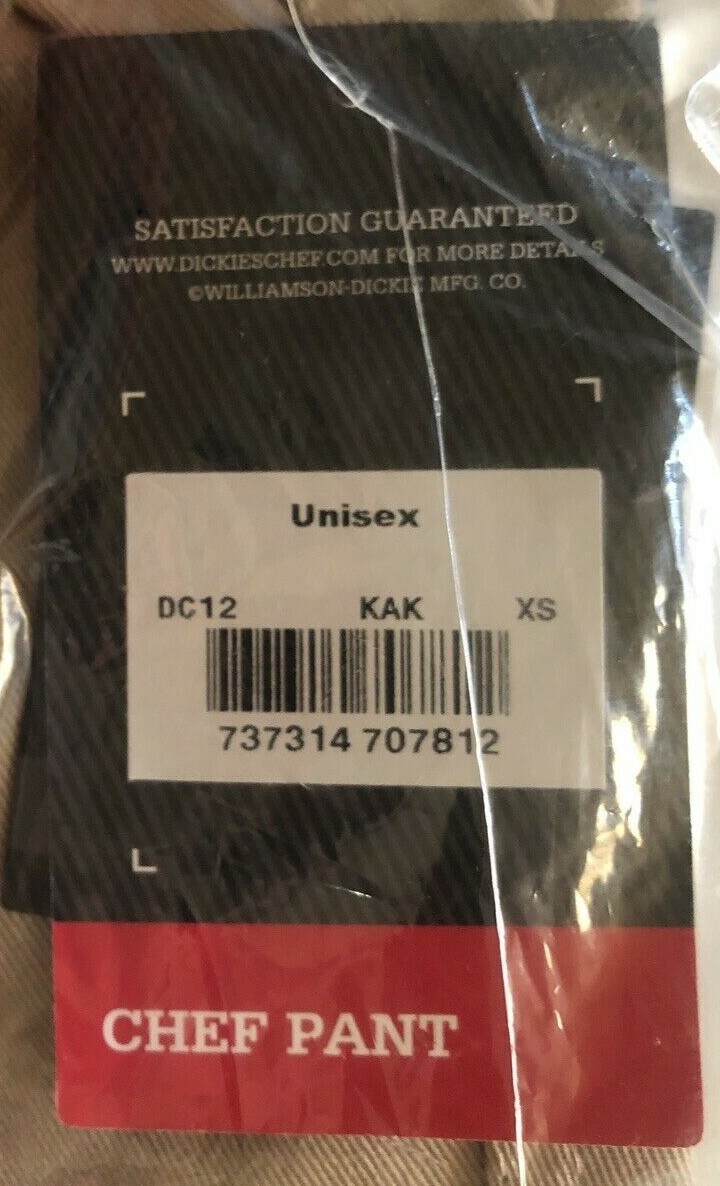 SATISFACTION GUARANTEED
WWW.DICKIESCHEF.COM FOR MORE DETAILS
©WILLIAMSON-DICKIE MFG. CO.
Unisex
DC12 KAK XS
737314 707812
CHEF PANT